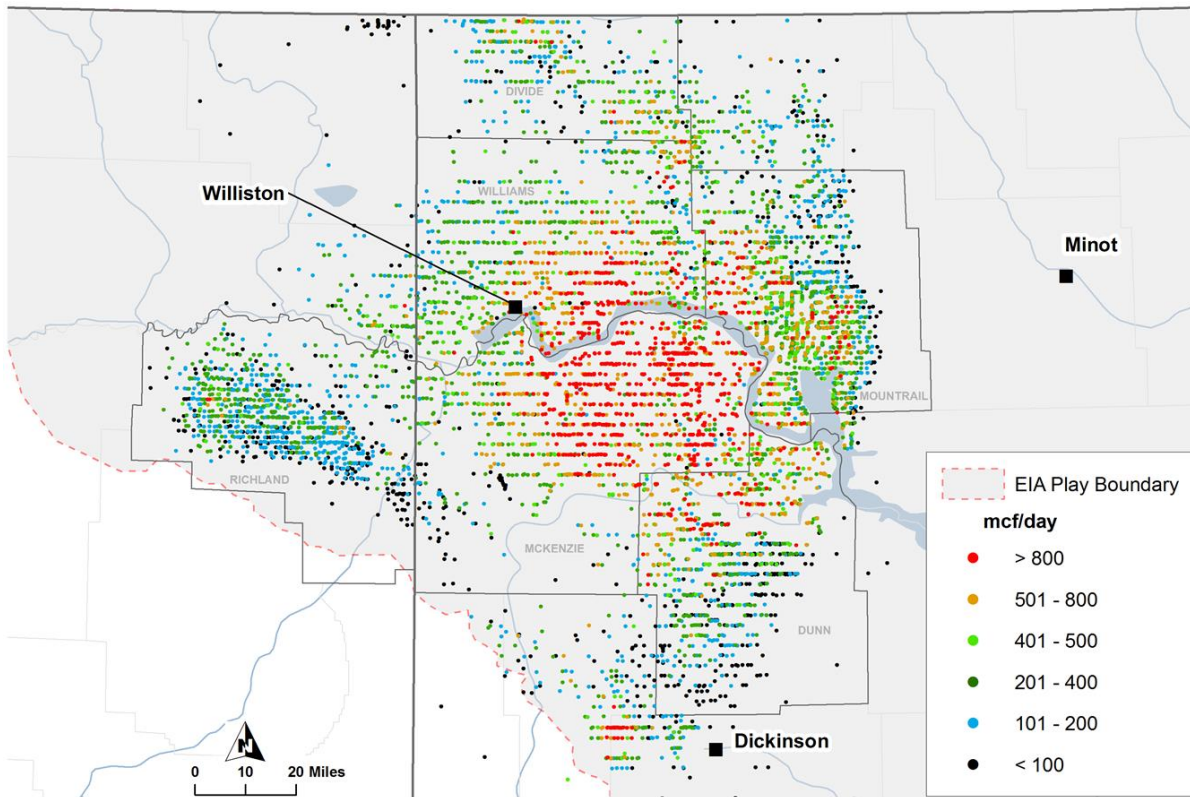 DIVIDE
WILLIAMS
Williston
Minot
MOUNTRAIL
RICHLAND
MCKENZIE
DUNN
Dickinson
N
0 10 20 Miles
EIA Play Boundary
mcf/day
> 800
501 - 800
401 - 500
201 - 400
101 - 200
< 100